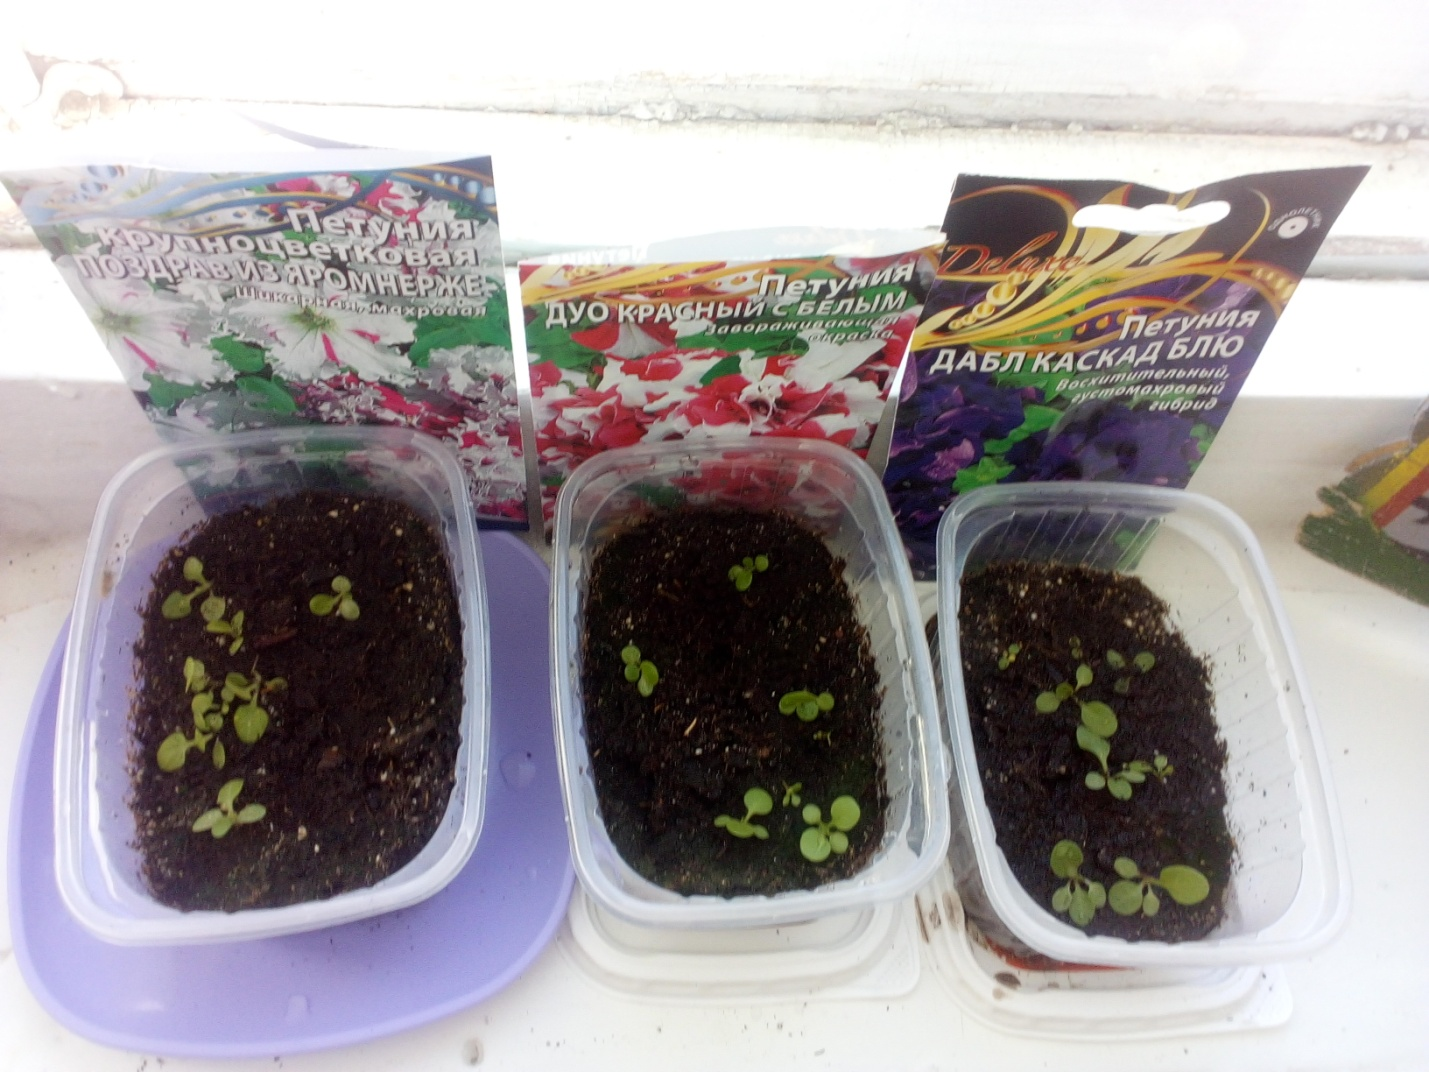 Петуния
крупноцветковая
ПОЗДРАВ ИЗ ЯРОМНЕРЖЕ
Шикарная, махровая
Петуния
ДУО КРАСНЫЙ С БЕЛЫМ
Завораживающая
окраска
Deluxe
Петуния
ДАБЛ КАСКАД БЛЮ
Восхитительный,
густомахровый
гибрид